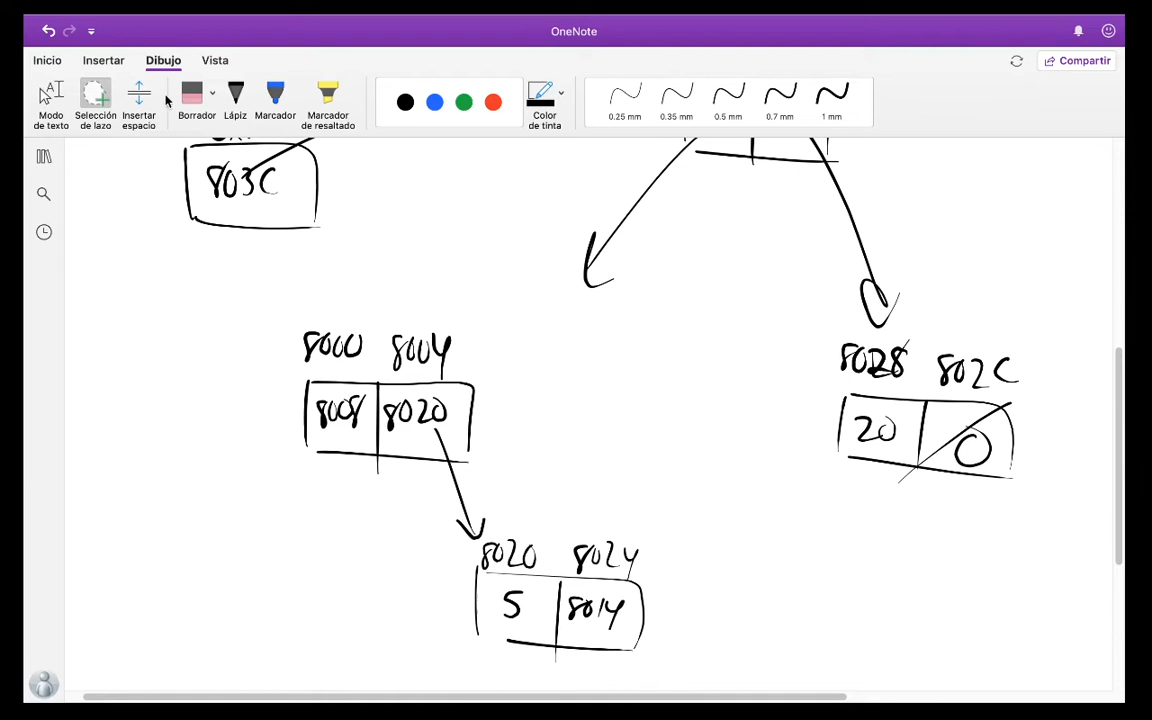 OneNote
Inicio Insertar Dibujo Vista
Compartir
Modo de texto
Selección de lazo
Insertar espacio
Borrador
Lápiz
Marcador
Marcador de resaltado
Color de tinta
0.25 mm 0.35 mm 0.5 mm 0.7 mm 1 mm
803C
8000 8004
8008 8020
8028 802C
20 0
8020 8024
5 8014